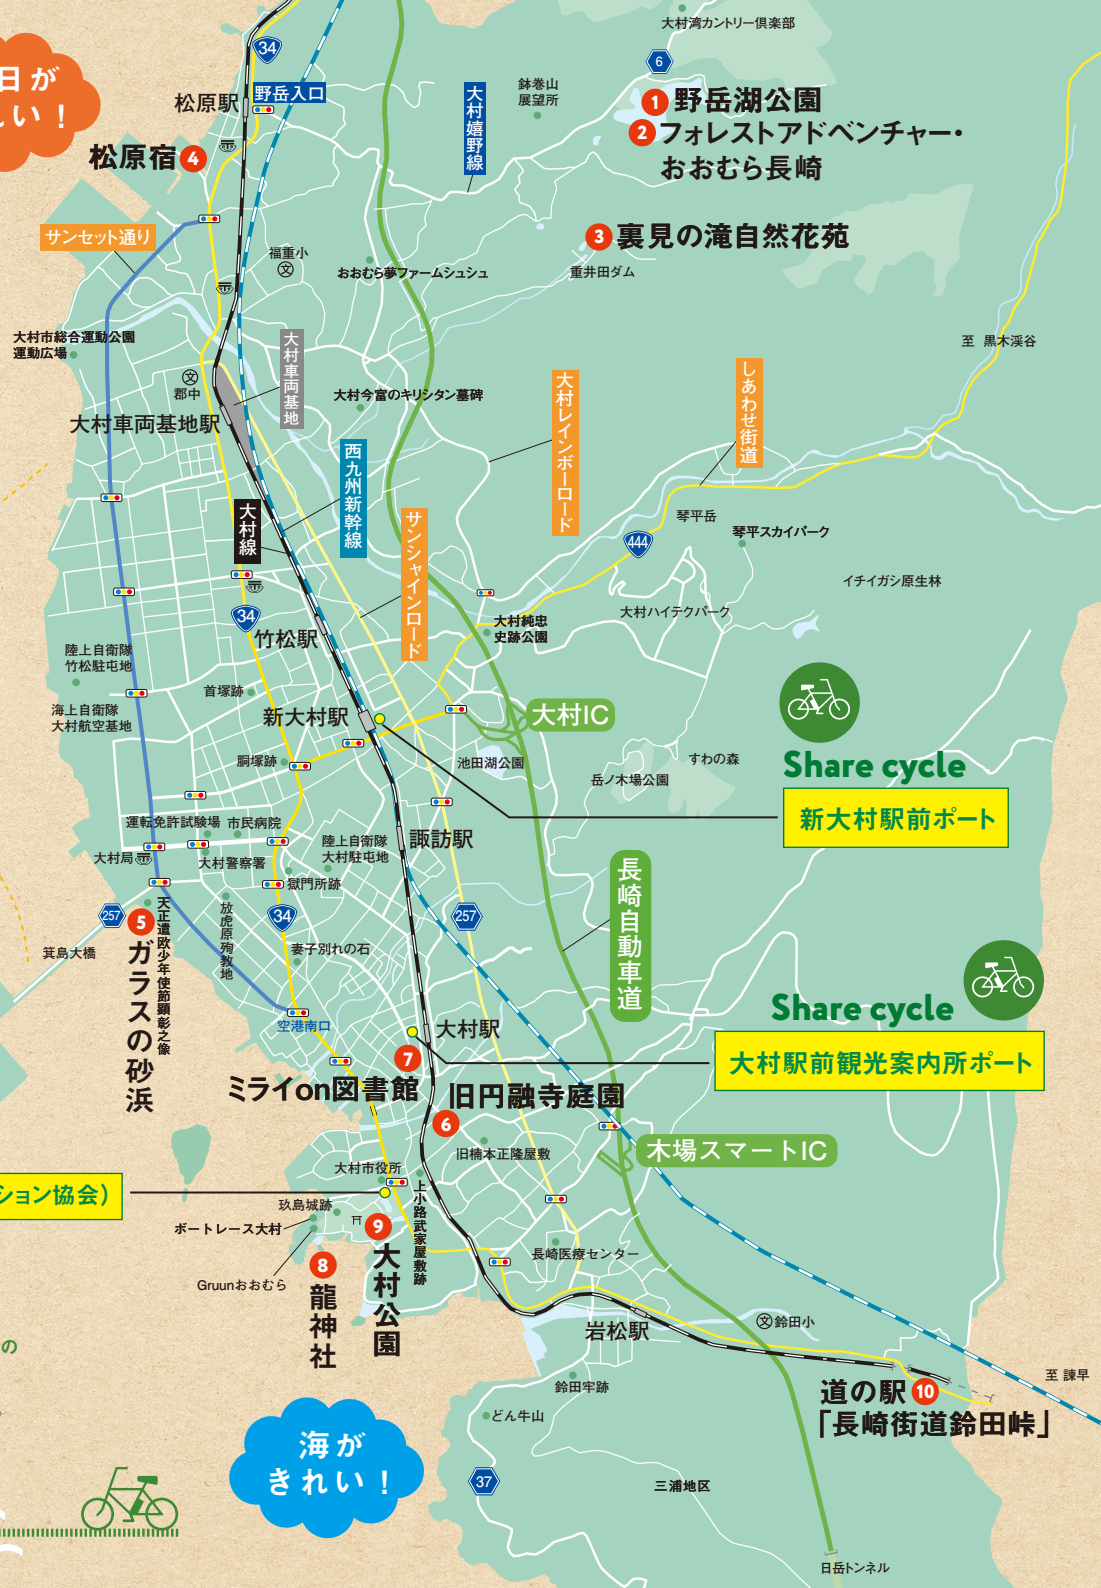 大村湾カントリー倶楽部
34
6
日が
い！
松原駅
野岳入口
大村嬉野線
鉢巻山
展望所
1 野岳湖公園
2 フォレストアドベンチャー・
おおむら長崎
松原宿 4
サンセット通り
福重小
文
おおむら夢ファームシュシュ
3 裏見の滝自然花苑
重井田ダム
大村市総合運動公園
運動広場
大村車両基地
至 黒木渓谷
文
郡中
大村車両基地駅
大村今富のキリシタン墓碑
大村レインボーロード
しあわせ街道
西九州新幹線
大村線
サンシャインロード
琴平岳
琴平スカイパーク
444
イチイガシ原生林
34
竹松駅
大村純忠
史跡公園
大村ハイテクパーク
陸上自衛隊
竹松駐屯地
首塚跡
海上自衛隊
大村航空基地
新大村駅
大村IC
胴塚跡
池田湖公園
岳ノ木場公園
すわの森
Share cycle
新大村駅前ポート
運転免許試験場
市民病院
諏訪駅
大村局
大村警察署
陸上自衛隊
大村駐屯地
獄門所跡
長崎自動車道
257
5
ガラスの砂浜
天正遣欧少年使節顕彰之像
放虎原殉教地
34
257
箕島大橋
妻子別れの石
空港南口
大村駅
Share cycle
大村駅前観光案内所ポート
7
ミライon図書館
旧円融寺庭園
6
旧楠本正隆屋敷
木場スマートIC
大村市役所
ション協会）
玖島城跡
ボートレース大村
上小路武家屋敷跡
9
大村公園
8
龍神社
Gruunおおむら
長崎医療センター
岩松駅
文 鈴田小
の
鈴田牢跡
どん牛山
道の駅 10
「長崎街道鈴田峠」
至 諫早
海が
きれい！
37
三浦地区
日岳トンネル